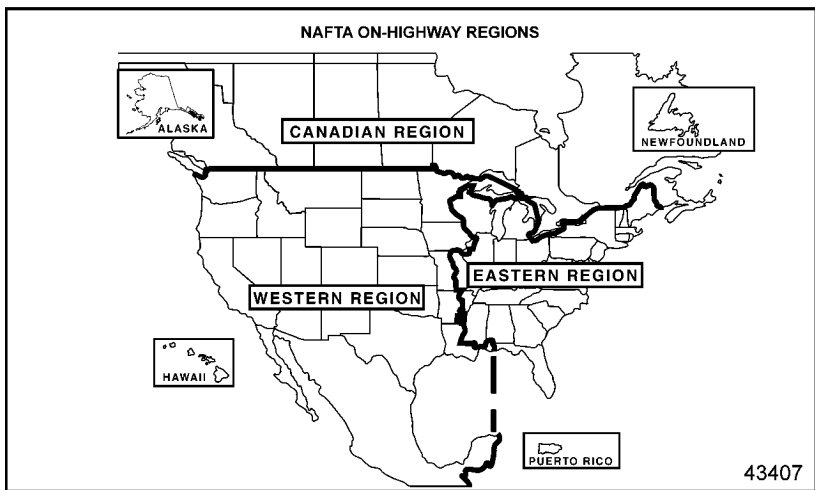 NAFTA ON-HIGHWAY REGIONS
ALASKA
CANADIAN REGION
NEWFOUNDLAND
EASTERN REGION
WESTERN REGION
HAWAII
PUERTO RICO
43407